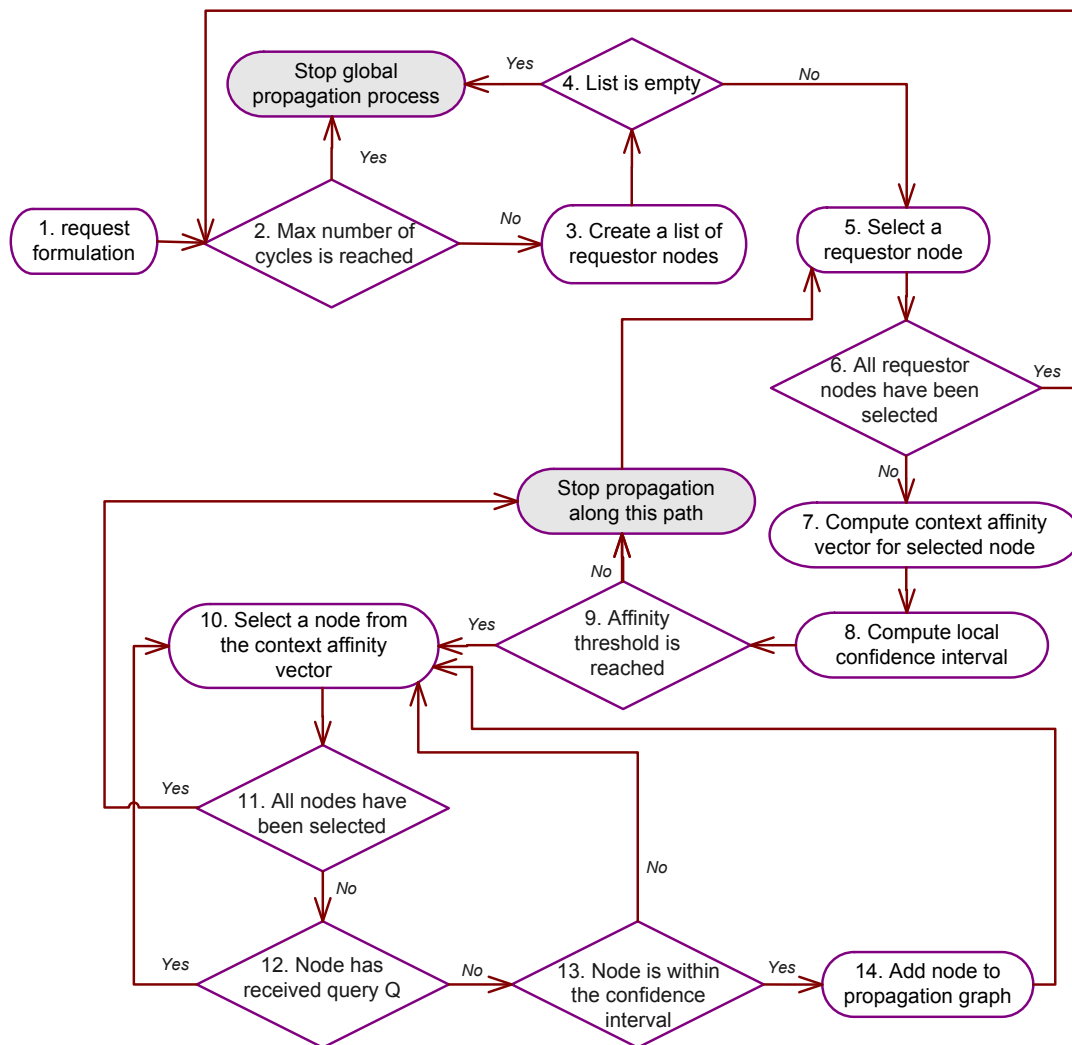 Stop global
propagation process
Yes
4. List is empty
No
Yes
1. request
formulation
2. Max number of
cycles is reached
No
3. Create a list of
requestor nodes
5. Select a
requestor node
6. All requestor
nodes have been
selected
Yes
No
Stop propagation
along this path
7. Compute context affinity
vector for selected node
No
10. Select a node from
the context affinity
vector
Yes
9. Affinity
threshold is
reached
8. Compute local
confidence interval
Yes
11. All nodes have
been selected
No
No
Yes
12. Node has
received query Q
No
13. Node is within
the confidence
interval
Yes
14. Add node to
propagation graph